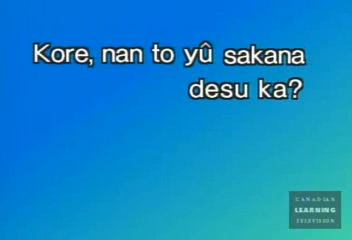 Kore, nan to yû sakana
desu ka?
CANADIAN
LEARNING
TELEVISION